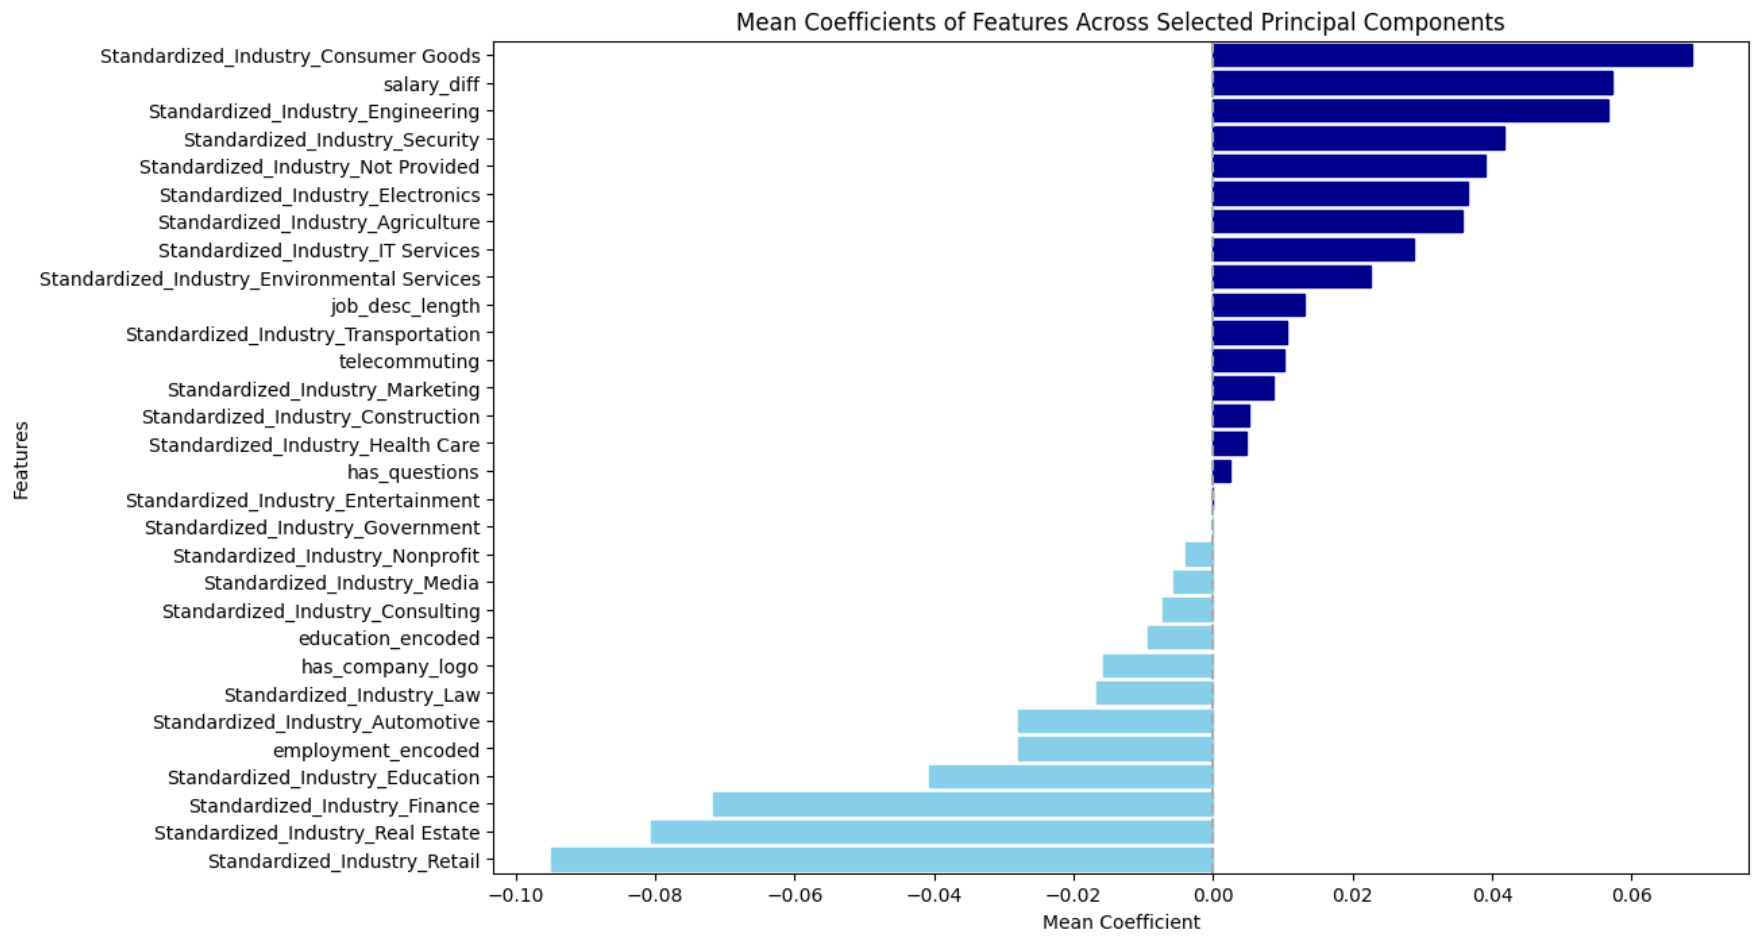 Mean Coefficients of Features Across Selected Principal Components
Standardized_Industry_Consumer Goods
salary_diff
Standardized_Industry_Engineering
Standardized_Industry_Security
Standardized_Industry_Not Provided
Standardized_Industry_Electronics
Standardized_Industry_Agriculture
Standardized_Industry_IT Services
Standardized_Industry_Environmental Services
job_desc_length
Standardized_Industry_Transportation
telecommuting
Standardized_Industry_Marketing
Standardized_Industry_Construction
Standardized_Industry_Health Care
has_questions
Standardized_Industry_Entertainment
Standardized_Industry_Government
Standardized_Industry_Nonprofit
Standardized_Industry_Media
Standardized_Industry_Consulting
education_encoded
has_company_logo
Standardized_Industry_Law
Standardized_Industry_Automotive
employment_encoded
Standardized_Industry_Education
Standardized_Industry_Finance
Standardized_Industry_Real Estate
Standardized_Industry_Retail
Features
−0.10 −0.08 −0.06 −0.04 −0.02 0.00 0.02 0.04 0.06
Mean Coefficient